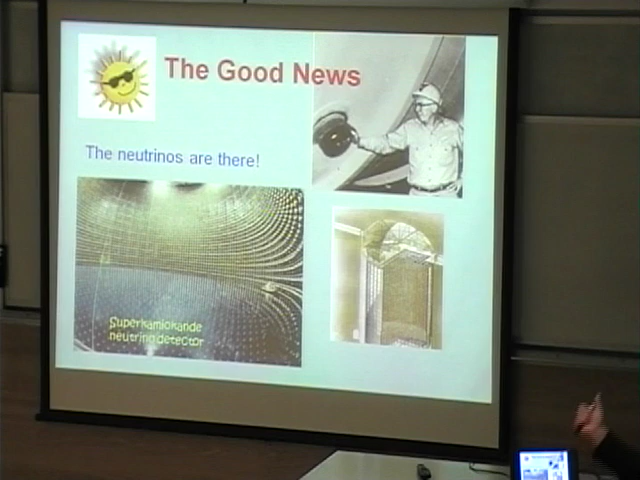 The Good News
The neutrinos are there!
Superkamiokande
neutrino detector